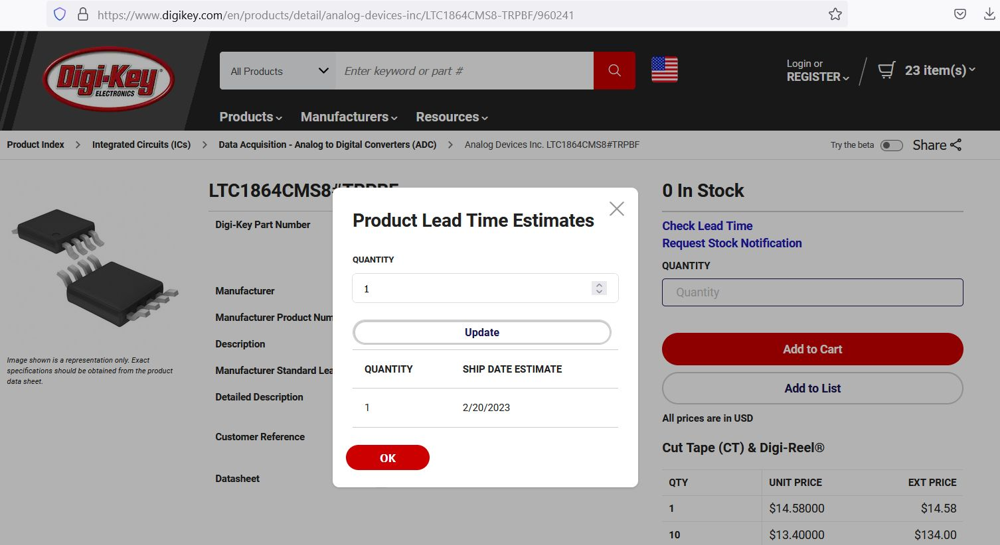 https://www.digikey.com/en/products/detail/analog-devices-inc/LTC1864CMS8-TRPBF/960241
Digi-Key®
ELECTRONICS
All Products
Enter keyword or part #
Login or
REGISTER
23 item(s)
Products
Manufacturers
Resources
Product Index > Integrated Circuits (ICs) > Data Acquisition - Analog to Digital Converters (ADC) > Analog Devices Inc. LTC1864CMS8#TRPBF
Try the beta
Share
LTC1864CMS8#TRPBF
Digi-Key Part Number
Manufacturer
Manufacturer Product Num
Description
Manufacturer Standard Lea
Detailed Description
Customer Reference
Datasheet
Image shown is a representation only. Exact
specifications should be obtained from the product
data sheet.
Product Lead Time Estimates
QUANTITY
1
Update
QUANTITY SHIP DATE ESTIMATE
1 2/20/2023
OK
0 In Stock
Check Lead Time
Request Stock Notification
QUANTITY
Quantity
Add to Cart
Add to List
All prices are in USD
Cut Tape (CT) & Digi-Reel®
QTY UNIT PRICE EXT PRICE
1 $14.58000 $14.58
10 $13.40000 $134.00